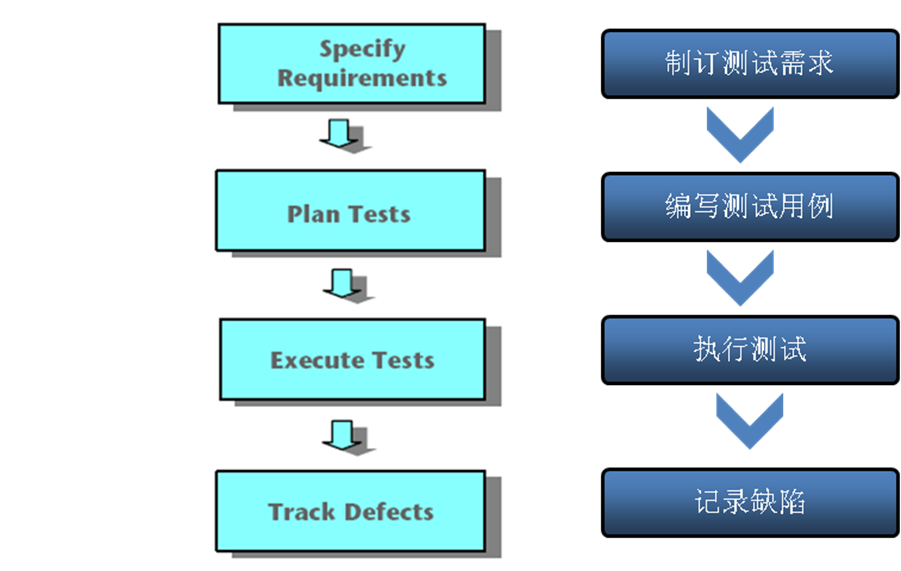 Specify
Requirements
制订测试需求
Plan Tests
编写测试用例
Execute Tests
执行测试
Track Defects
记录缺陷